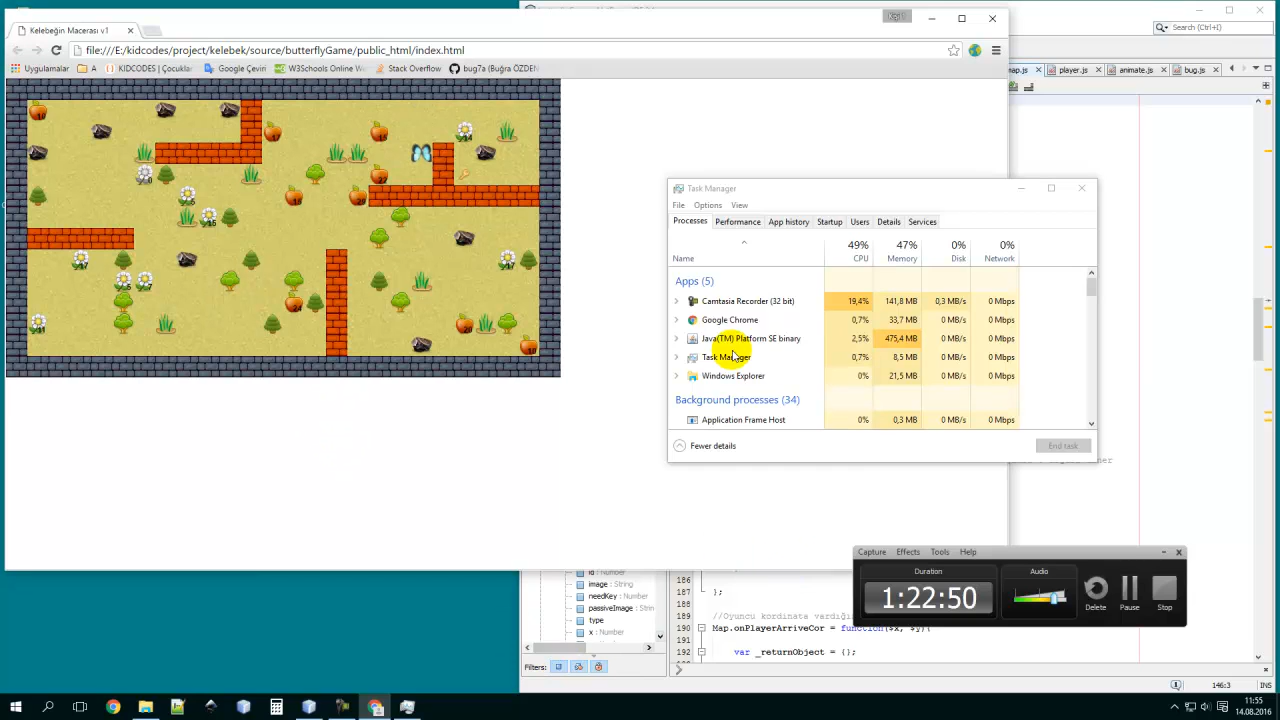 Kelebeğin Macerası v1
file:///E:/kidcodes/project/kelebek/source/butterflyGame/public_html/index.html
Uygulamalar
A
KIDCODES | Çocukla
Google Çeviri
W3Schools Online W
Stack Overflow
bug7a (Buğra ÖZDEN
Search (Ctrl+I)
map.js
player.js
animate.js
bug.js
Task Manager
File Options View
Processes Performance App history Startup Users Details Services
49% 47% 0% 0%
Name CPU Memory Disk Network
Apps (5)
Camtasia Recorder (32 bit) 19,4% 141,8 MB 0,3 MB/s 0 Mbps
Google Chrome 0,7% 33,7 MB 0 MB/s 0 Mbps
Java(TM) Platform SE binary 2,5% 475,4 MB 0 MB/s 0 Mbps
Task Manager 0,7% 8,5 MB 0 MB/s 0 Mbps
Windows Explorer 0% 21,5 MB 0 MB/s 0 Mbps
Background processes (34)
Application Frame Host 0% 0,3 MB 0 MB/s 0 Mbps
Fewer details
End task
Capture Effects Tools Help
Duration
Audio
1:22:50
Delete
Pause
Stop
id : Number
image : String
needKey : Number
passiveImage : Strin
type
x : Number
Filters:
186
187 };
188
189 //Oyuncu kordinata verdığı
190 Map.onPlayerArriveCor = function($x, $y){
192 var _returnObject = {};
146:3
INS
11:55
14.08.2016